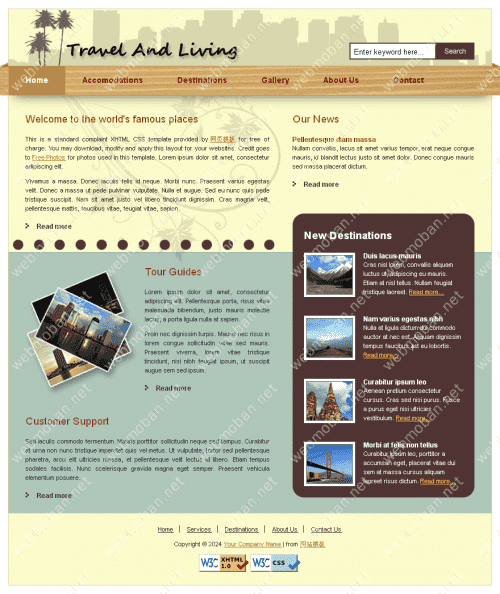 Travel And Living
Enter keyword here...
Search
Home
Accomodations
Destinations
Gallery
About Us
Contact
Welcome to the world's famous places
This is a standard complaint XHTML CSS template provided by 网页模板 for free of
charge. You may download, modify and apply this layout for your websites. Credit goes
to Free Photos for photos used in this template. Lorem ipsum dolor sit amet, consectetur
adipiscing elit.
Vivamus a massa. Donec iaculis felis id neque. Morbi nunc. Praesent varius egestas
velit. Donec a massa ut pede pulvinar vulputate. Nulla et augue. Sed eu nunc quis pede
tristique suscipit. Nam sit amet justo vel libero tincidunt dignissim. Cras magna velit,
pellentesque mattis, faucibus vitae, feugiat vitae, sapien.
Read more
Our News
Pellentesque diam massa
Nullam convallis, lacus sit amet varius tempor, erat neque congue
mauris, id blandit lectus justo sit amet dolor. Donec congue mauris
sed massa placerat dictum.
Read more
Tour Guides
Lorem ipsum dolor sit amet, consectetur
adipiscing elit. Pellentesque porta, risus vitae
malesuada bibendum, justo mauris molestie
lacus, a porta ligula nulla at sapien.
Proin nec dignissim turpis. Mauris nec risus in
lorem congue sollicitudin vitae sed mauris.
Praesent viverra, lorem vitae tristique
tincidunt, nisi nibh feugiat ipsum, ut suscipit
augue sem sed ipsum.
Read more
Customer Support
Sed iaculis commodo fermentum. Mauris porttitor sollicitudin neque sed tempus. Curabitur
at urna non nunc tristique imperdiet quis vel metus. Ut vulputate, tortor sed pellentesque
pharetra, arcu elit ultricies massa, et pellentesque velit lectus id libero. Etiam tempus
sodales facilisis. Nunc scelerisque gravida magna eget semper. Praesent vehicula
elementum posuere.
Read more
New Destinations
Duis lacus mauris
Cras nisl lorem, convallis aliquam
luctus ut, adipiscing eu mauris.
Etiam at nisl tellus. Nullam feugiat
tristique laoreet. Read more...
Nam varius egestas nibh
Nulla at ligula dictum dui commodo
auctor at nec est. Aliquam dignissim
tempus faucibus, est eu lobortis.
Read more...
Curabitur ipsum leo
Aenean pretium consectetur
cursus. Cras sed nisi purus. Fusce
a purus eget nisi ultricies
vestibulum. Read more...
Morbi at felis non tellus
Curabitur ipsum leo, porttitor a
accumsan eget, placerat vitae dui
sem a massa cursus aliquam
laoreet risus dictum. Read more...
Home | Services | Destinations | About Us | Contact Us
Copyright © 2024 Your Company Name | from 网站模板
W3C XHTML 1.0
W3C CSS
webmoban.net